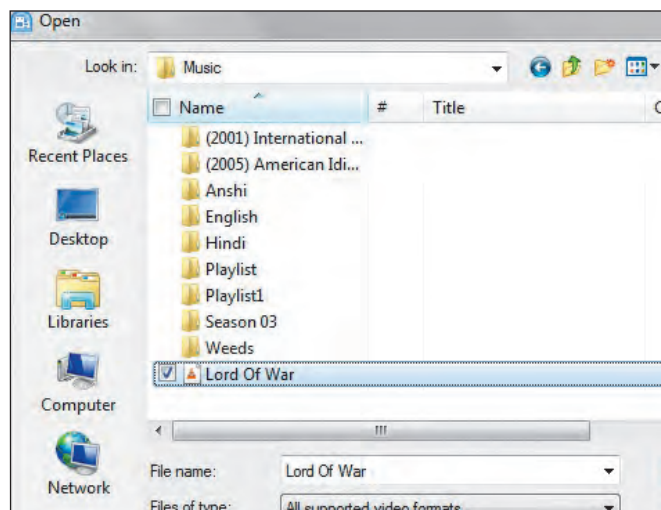 Open
Look in: Music
Name # Title
Recent Places
Desktop
Libraries
Computer
Network
(2001) International ...
(2005) American Idi...
Anshi
English
Hindi
Playlist
Playlist1
Season 03
Weeds
Lord Of War
File name: Lord Of War
Files of type: All supported video formats